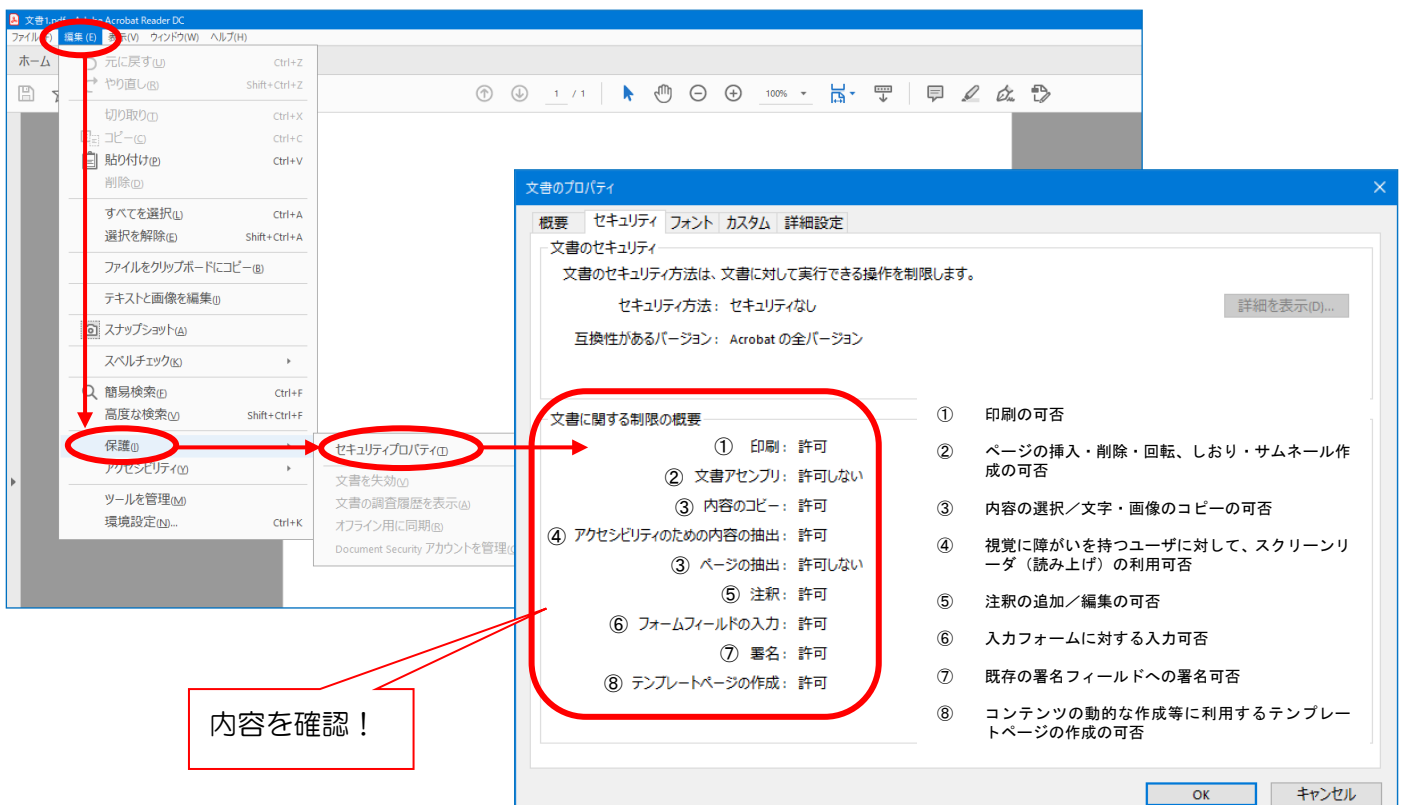 文書1.pdf - Adobe Acrobat Reader DC
ファイル(F) 編集(E) 表示(V) ウィンドウ(W) ヘルプ(H)
ホーム
1 / 1 100%
元に戻す(U) Ctrl+Z
やり直し(R) Shift+Ctrl+Z
切り取り(T) Ctrl+X
コピー(C) Ctrl+C
貼り付け(P) Ctrl+V
削除(D)
すべてを選択(L) Ctrl+A
選択を解除(E) Shift+Ctrl+A
ファイルをクリップボードにコピー(B)
テキストと画像を編集(I)
スナップショット(A)
スペルチェック(K)
簡易検索(F) Ctrl+F
高度な検索(V) Shift+Ctrl+F
保護(I)
アクセシビリティ(Y)
ツールを管理(M)
環境設定(N)... Ctrl+K
セキュリティプロパティ(T)
文書を失効(V)
文書の調査履歴を表示(A)
オフライン用に同期(R)
Document Security アカウントを管理(
文書のプロパティ
概要 セキュリティ フォント カスタム 詳細設定
文書のセキュリティ
文書のセキュリティ方法は、文書に対して実行できる操作を制限します。
セキュリティ方法： セキュリティなし
詳細を表示(D)...
互換性があるバージョン： Acrobat の全バージョン
文書に関する制限の概要
① 印刷： 許可
② 文書アセンブリ： 許可しない
③ 内容のコピー： 許可
④ アクセシビリティのための内容の抽出： 許可
③ ページの抽出： 許可しない
⑤ 注釈： 許可
⑥ フォームフィールドの入力： 許可
⑦ 署名： 許可
⑧ テンプレートページの作成： 許可
① 印刷の可否
② ページの挿入・削除・回転、しおり・サムネール作
成の可否
③ 内容の選択／文字・画像のコピーの可否
④ 視覚に障がいを持つユーザに対して、スクリーンリ
ーダ（読み上げ）の利用可否
⑤ 注釈の追加／編集の可否
⑥ 入力フォームに対する入力可否
⑦ 既存の署名フィールドへの署名可否
⑧ コンテンツの動的な作成等に利用するテンプレー
トページの作成の可否
OK キャンセル
内容を確認！